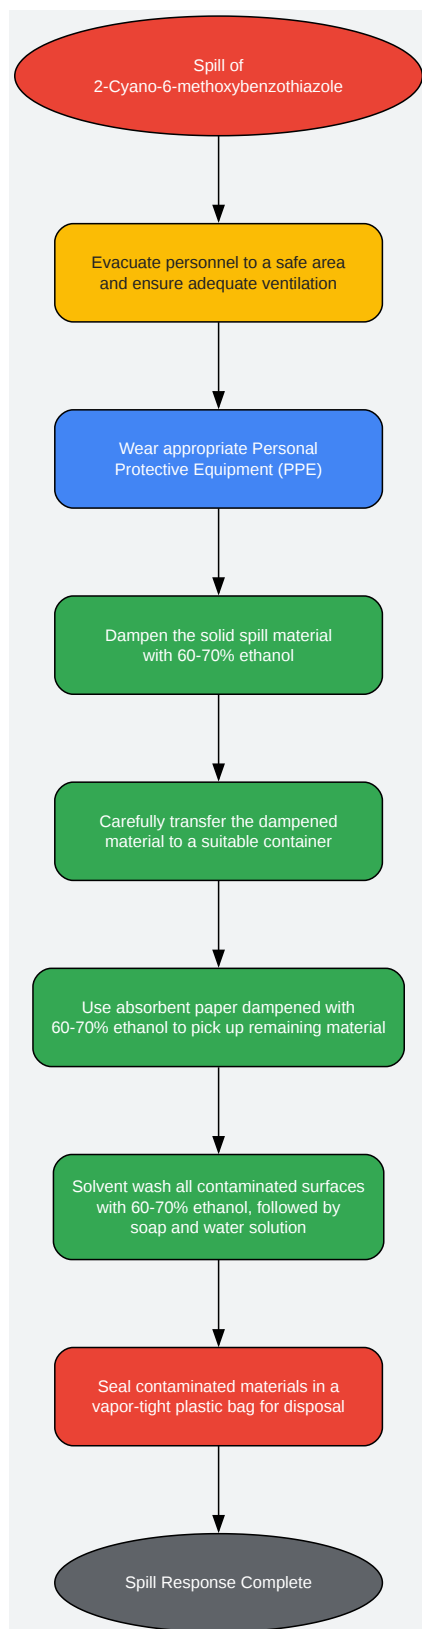 Spill of
2-Cyano-6-methoxybenzothiazole
Evacuate personnel to a safe area
and ensure adequate ventilation
Wear appropriate Personal
Protective Equipment (PPE)
Dampen the solid spill material
with 60-70% ethanol
Carefully transfer the dampened
material to a suitable container
Use absorbent paper dampened with
60-70% ethanol to pick up remaining material
Solvent wash all contaminated surfaces
with 60-70% ethanol, followed by
soap and water solution
Seal contaminated materials in a
vapor-tight plastic bag for disposal
Spill Response Complete